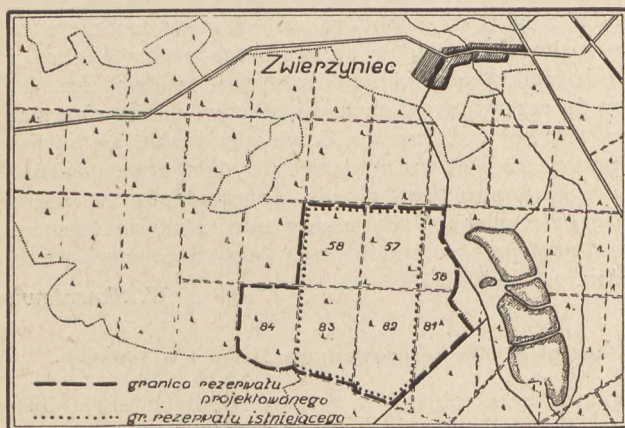 Zwierzyniec
58 57
56
84 83 82 81
granica rezerwatu
projektowanego
gr. rezerwatu istniejącego